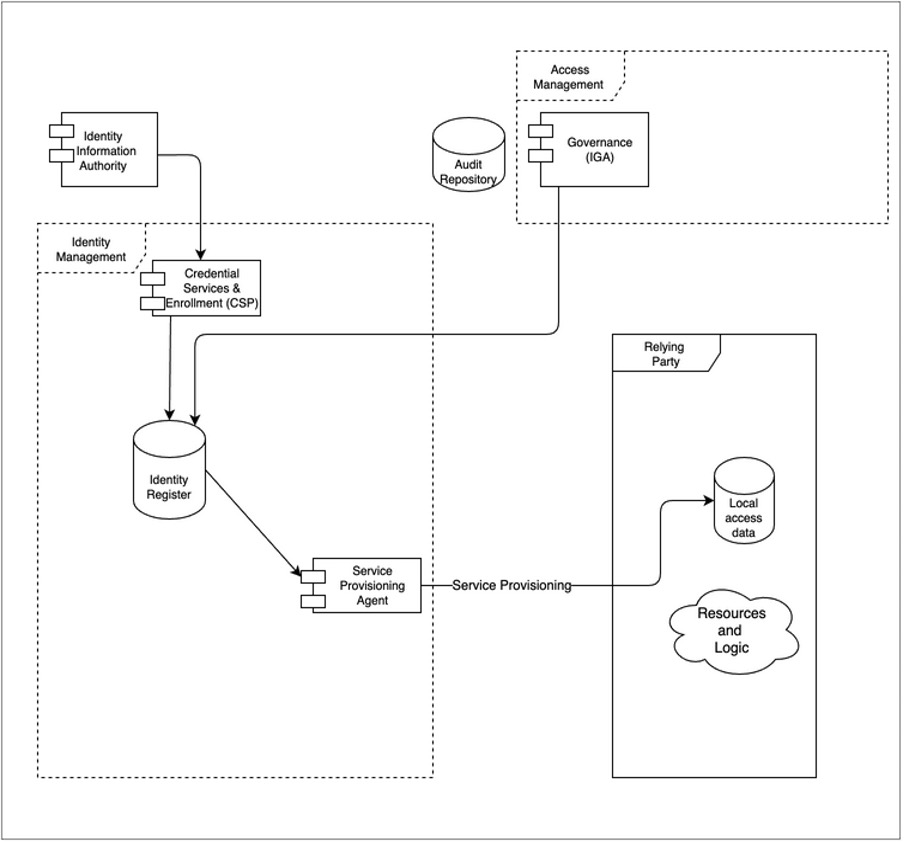 Access
Management
Identity
Information
Authority
Audit
Repository
Governance
(IGA)
Identity
Management
Credential
Services &
Enrollment (CSP)
Relying
Party
Identity
Register
Local
access
data
Service
Provisioning
Agent
Service Provisioning
Resources
and
Logic